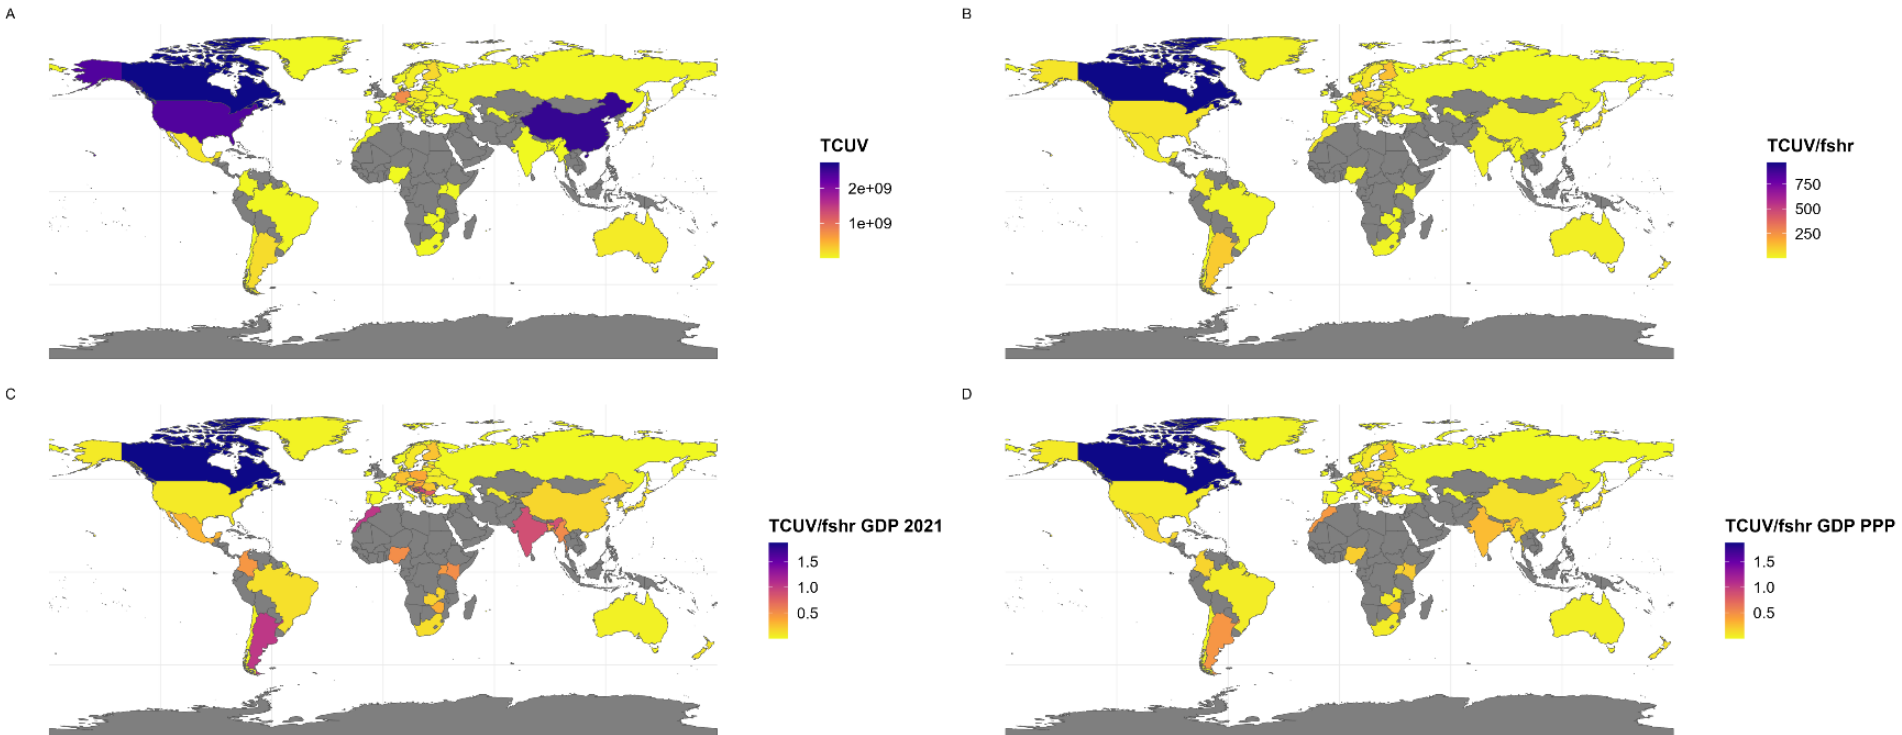 A
B
TCUV
2e+09
1e+09
TCUV/fshr
750
500
250
C
D
TCUV/fshr GDP 2021
1.5
1.0
0.5
TCUV/fshr GDP PPP
1.5
1.0
0.5